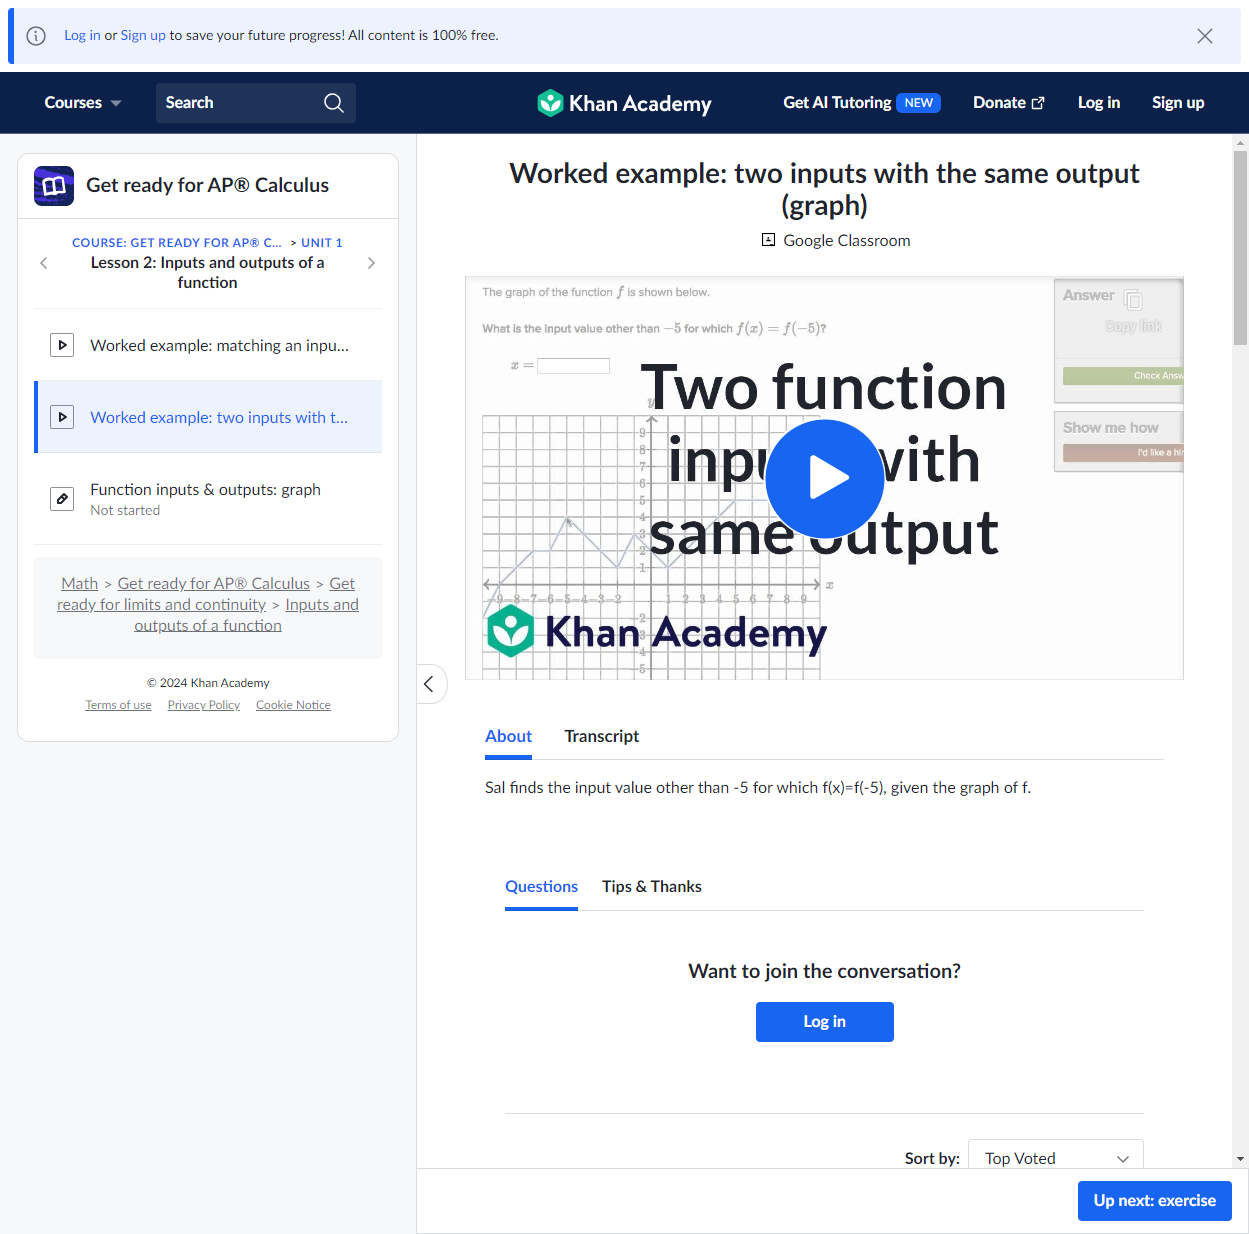 Log in or Sign up to save your future progress! All content is 100% free.
Courses
Search
Khan Academy
Get AI Tutoring NEW
Donate
Log in
Sign up
Get ready for AP® Calculus
COURSE: GET READY FOR AP® C... > UNIT 1
Lesson 2: Inputs and outputs of a
function
Worked example: matching an inpu...
Worked example: two inputs with t...
Function inputs & outputs: graph
Not started
Math > Get ready for AP® Calculus > Get
ready for limits and continuity > Inputs and
outputs of a function
© 2024 Khan Academy
Terms of use Privacy Policy Cookie Notice
Worked example: two inputs with the same output
(graph)
Google Classroom
The graph of the function f is shown below.
What is the input value other than −5 for which f(x) = f(−5)?
x =
Answer
Copy link
Check Answ
Show me how
I'd like a hin
Two function
with
same output
y
9
8
7
6
5
4
3
2
1
x
−9 −8 −7 −6 −5 −4 −3 −2
1 2 3 4 5 6 7 8 9
Khan Academy
About
Transcript
Sal finds the input value other than -5 for which f(x)=f(-5), given the graph of f.
Questions
Tips & Thanks
Want to join the conversation?
Log in
Sort by:
Top Voted
Up next: exercise